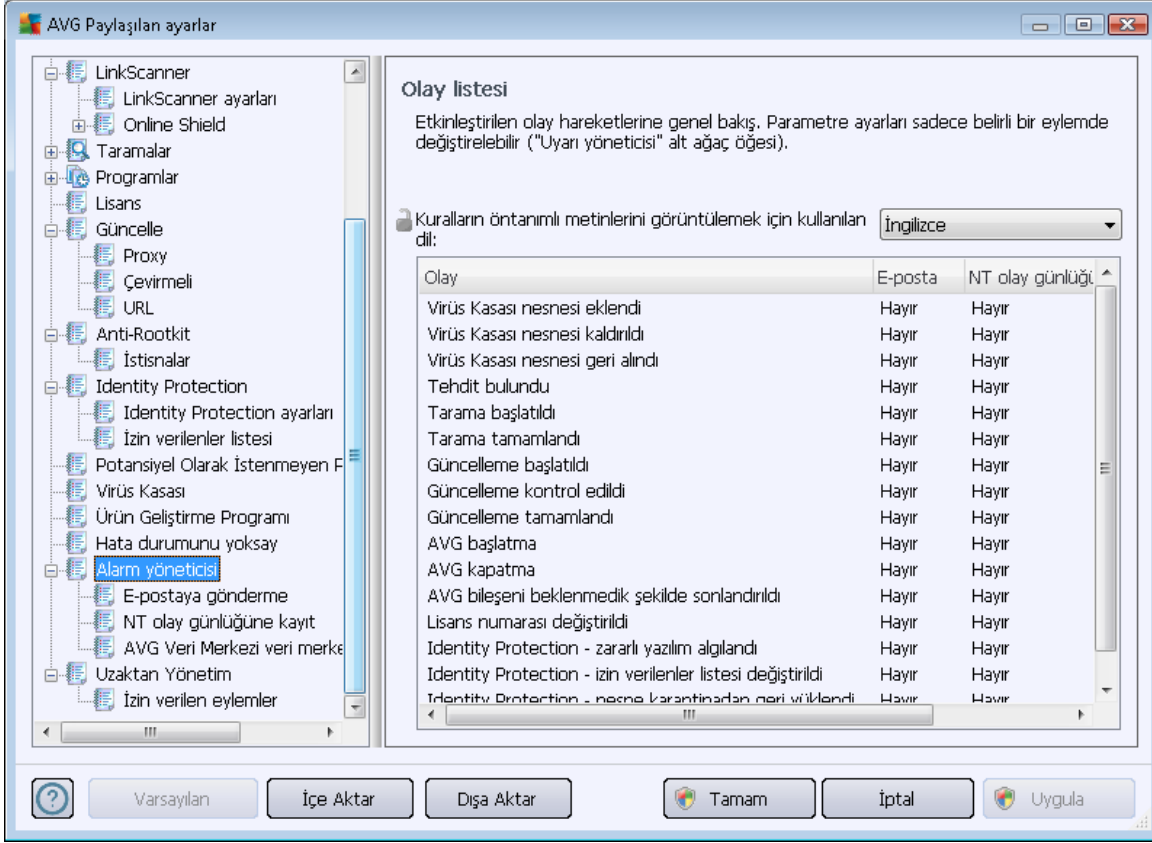 AVG Paylaşılan ayarlar
LinkScanner
LinkScanner ayarları
Online Shield
Taramalar
Programlar
Lisans
Güncelle
Proxy
Çevirmeli
URL
Anti-Rootkit
İstisnalar
Identity Protection
Identity Protection ayarları
İzin verilenler listesi
Potansiyel Olarak İstenmeyen P
Virüs Kasası
Ürün Geliştirme Programı
Hata durumunu yoksay
Alarm yöneticisi
E-postaya gönderme
NT olay günlüğüne kayıt
AVG Veri Merkezi veri merke
Uzaktan Yönetim
İzin verilen eylemler
Olay listesi
Etkinleştirilen olay hareketlerine genel bakış. Parametre ayarları sadece belirli bir eylemde
değiştirelebilir ("Uyarı yöneticisi" alt ağaç öğesi).
Kuralların öntanımlı metinlerini görüntülemek için kullanılan
dil:
İngilizce
Olay E-posta NT olay günlüğü
Virüs Kasası nesnesi eklendi Hayır Hayır
Virüs Kasası nesnesi kaldırıldı Hayır Hayır
Virüs Kasası nesnesi geri alındı Hayır Hayır
Tehdit bulundu Hayır Hayır
Tarama başlatıldı Hayır Hayır
Tarama tamamlandı Hayır Hayır
Güncelleme başlatıldı Hayır Hayır
Güncelleme kontrol edildi Hayır Hayır
Güncelleme tamamlandı Hayır Hayır
AVG başlatma Hayır Hayır
AVG kapatma Hayır Hayır
AVG bileşeni beklenmedik şekilde sonlandırıldı Hayır Hayır
Lisans numarası değiştirildi Hayır Hayır
Identity Protection - zararlı yazılım algılandı Hayır Hayır
Identity Protection - izin verilenler listesi değiştirildi Hayır Hayır
Identity Protection - nesne karantinadan geri yüklendi Hayır Hayır
Varsayılan
İçe Aktar
Dışa Aktar
Tamam
İptal
Uygula